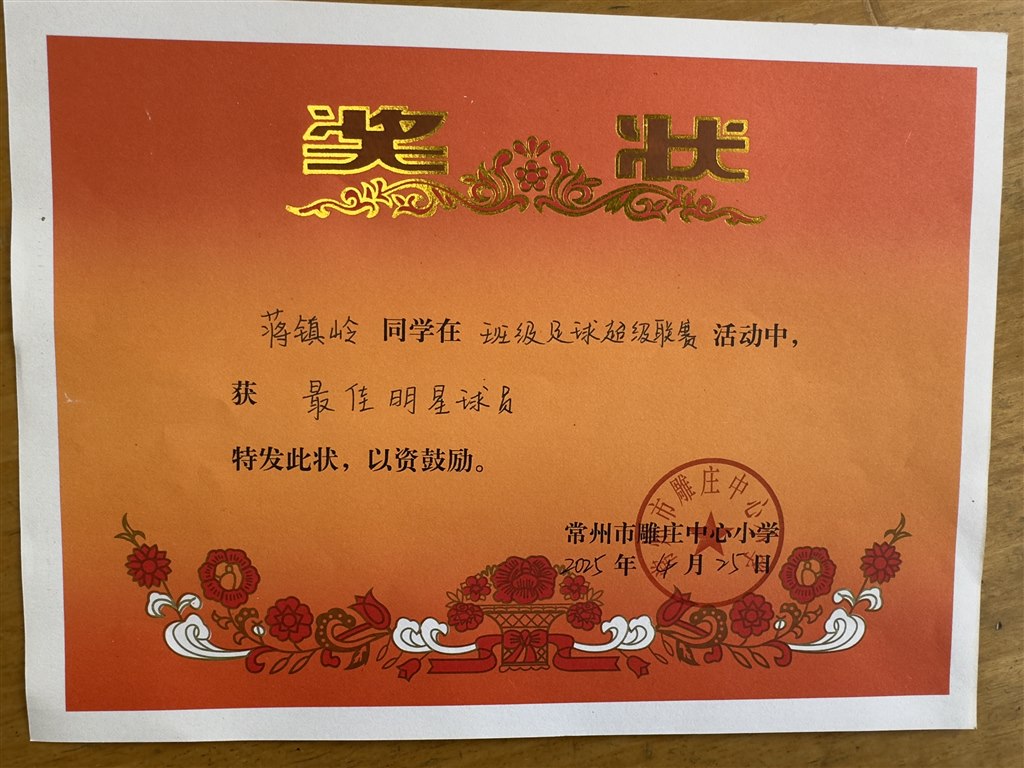 奖状
蒋镇岭 同学在 班级足球超级联赛 活动中，
获 最佳明星球员
特发此状，以资鼓励。
常州市雕庄中心小学
2025 年 月 25 日
市雕庄中心